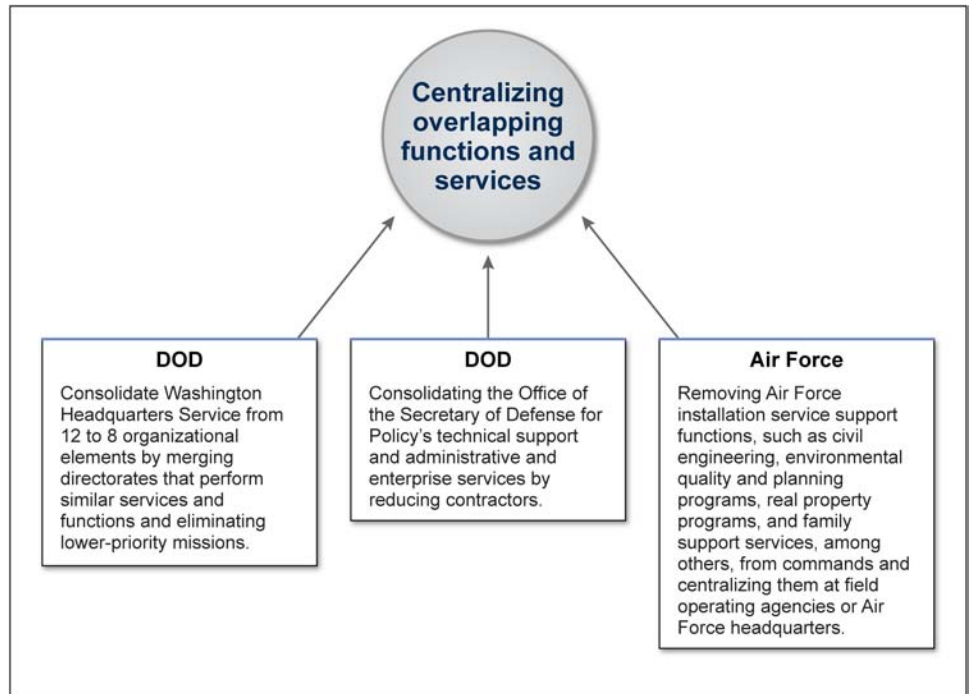 Centralizing
overlapping
functions and
services
DOD
Consolidate Washington
Headquarters Service from
12 to 8 organizational
elements by merging
directorates that perform
similar services and
functions and eliminating
lower-priority missions.
DOD
Consolidating the Office of
the Secretary of Defense for
Policy’s technical support
and administrative and
enterprise services by
reducing contractors.
Air Force
Removing Air Force
installation service support
functions, such as civil
engineering, environmental
quality and planning
programs, real property
programs, and family
support services, among
others, from commands and
centralizing them at field
operating agencies or Air
Force headquarters.